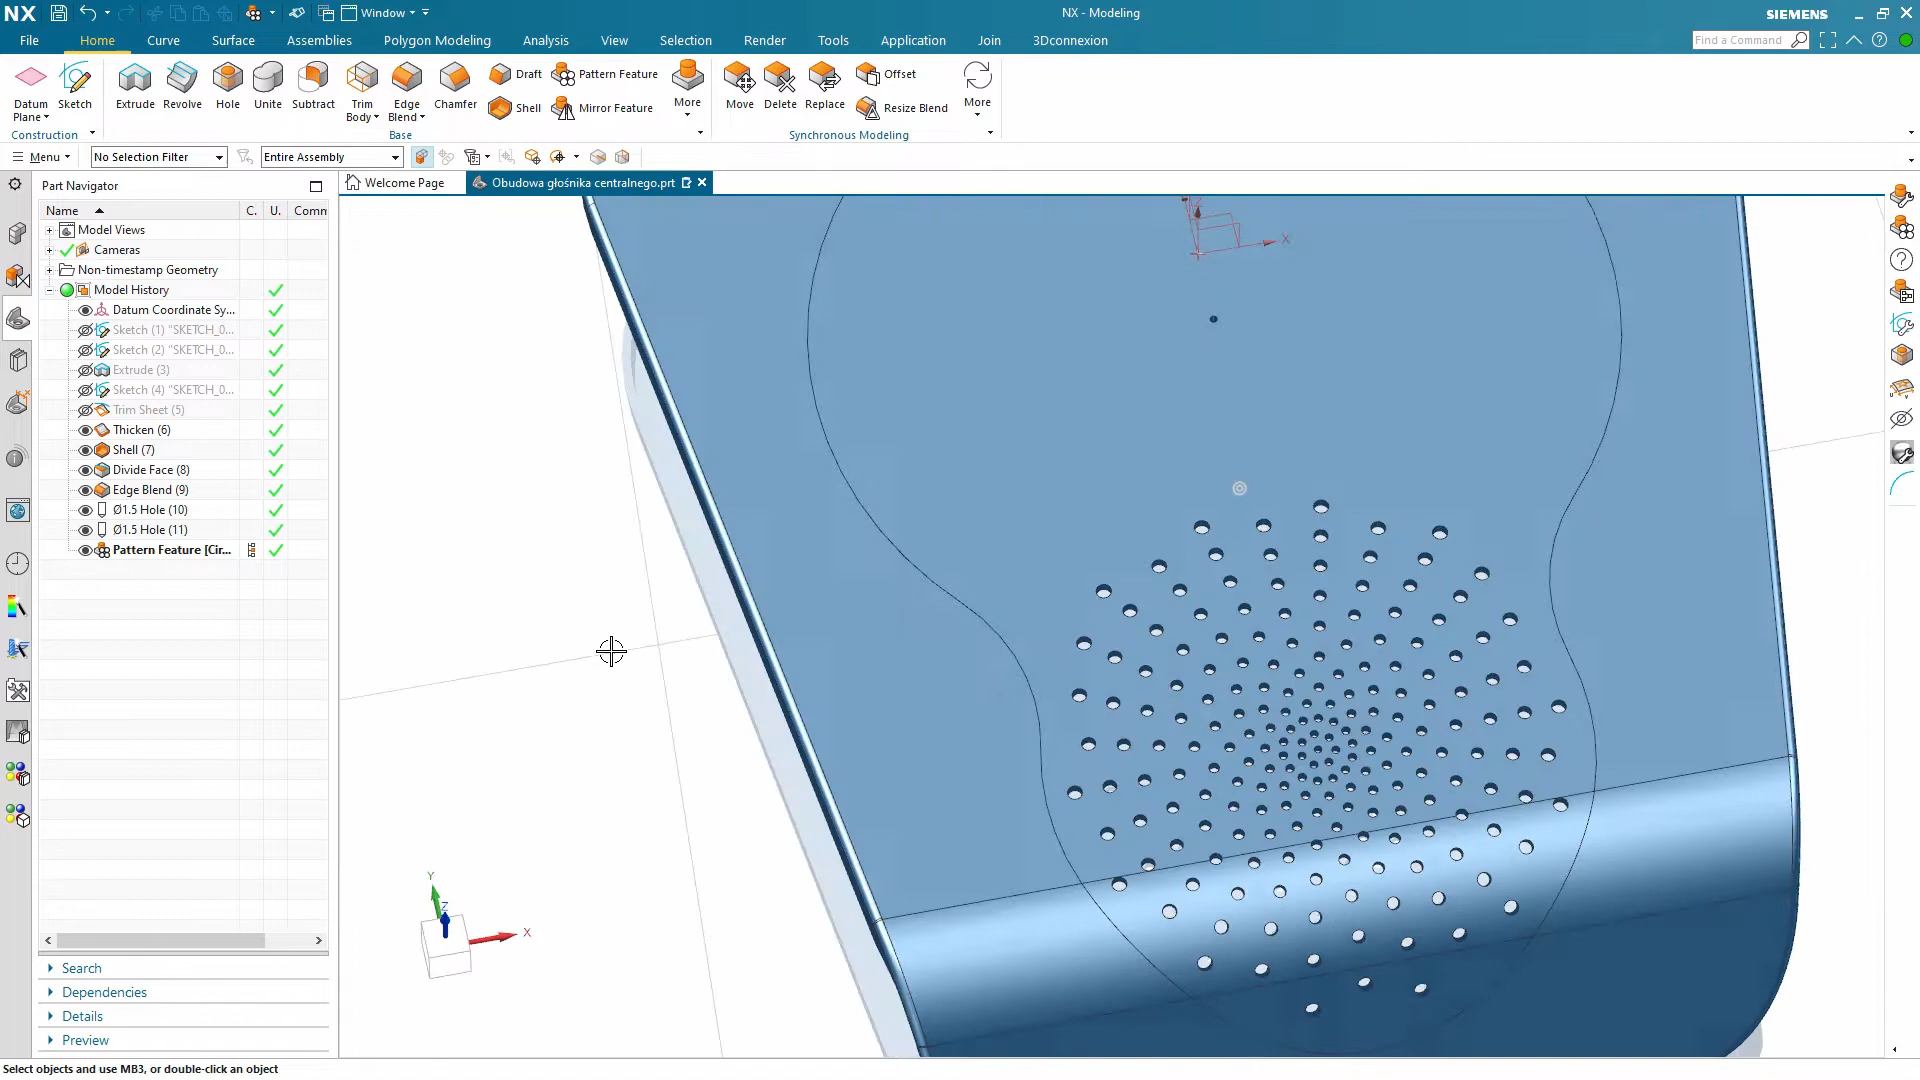 NX
Window
NX - Modeling
SIEMENS
File
Home
Curve
Surface
Assemblies
Polygon Modeling
Analysis
View
Selection
Render
Tools
Application
Join
3Dconnexion
Find a Command
Datum Plane
Sketch
Extrude
Revolve
Hole
Unite
Subtract
Trim Body
Edge Blend
Chamfer
Draft
Shell
Pattern Feature
Mirror Feature
More
Move
Delete
Replace
Offset
Resize Blend
More
Construction
Base
Synchronous Modeling
Menu
No Selection Filter
Entire Assembly
Part Navigator
Welcome Page
Obudowa głośnika centralnego.prt
Name
C.
U.
Comm
Model Views
Cameras
Non-timestamp Geometry
Model History
Datum Coordinate Sy...
Sketch (1) "SKETCH_0...
Sketch (2) "SKETCH_0...
Extrude (3)
Sketch (4) "SKETCH_0...
Trim Sheet (5)
Thicken (6)
Shell (7)
Divide Face (8)
Edge Blend (9)
Ø1.5 Hole (10)
Ø1.5 Hole (11)
Pattern Feature [Cir...
Search
Dependencies
Details
Preview
X
Y
Z
X
Select objects and use MB3, or double-click an object